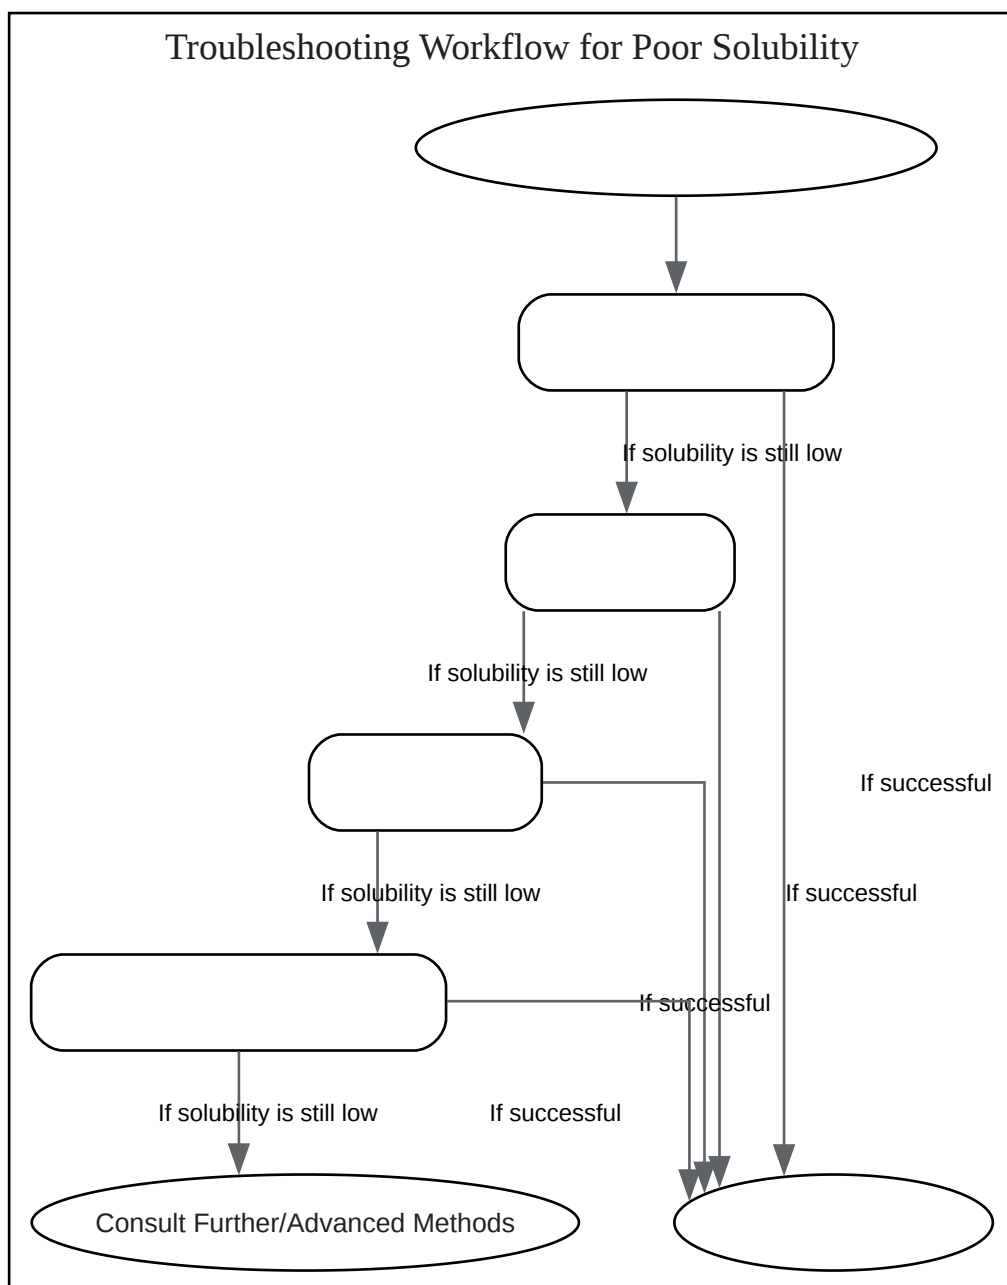 Troubleshooting Workflow for Poor Solubility
If solubility is still low
If solubility is still low
If successful
If solubility is still low
If successful
If successful
If solubility is still low
If successful
Consult Further/Advanced Methods